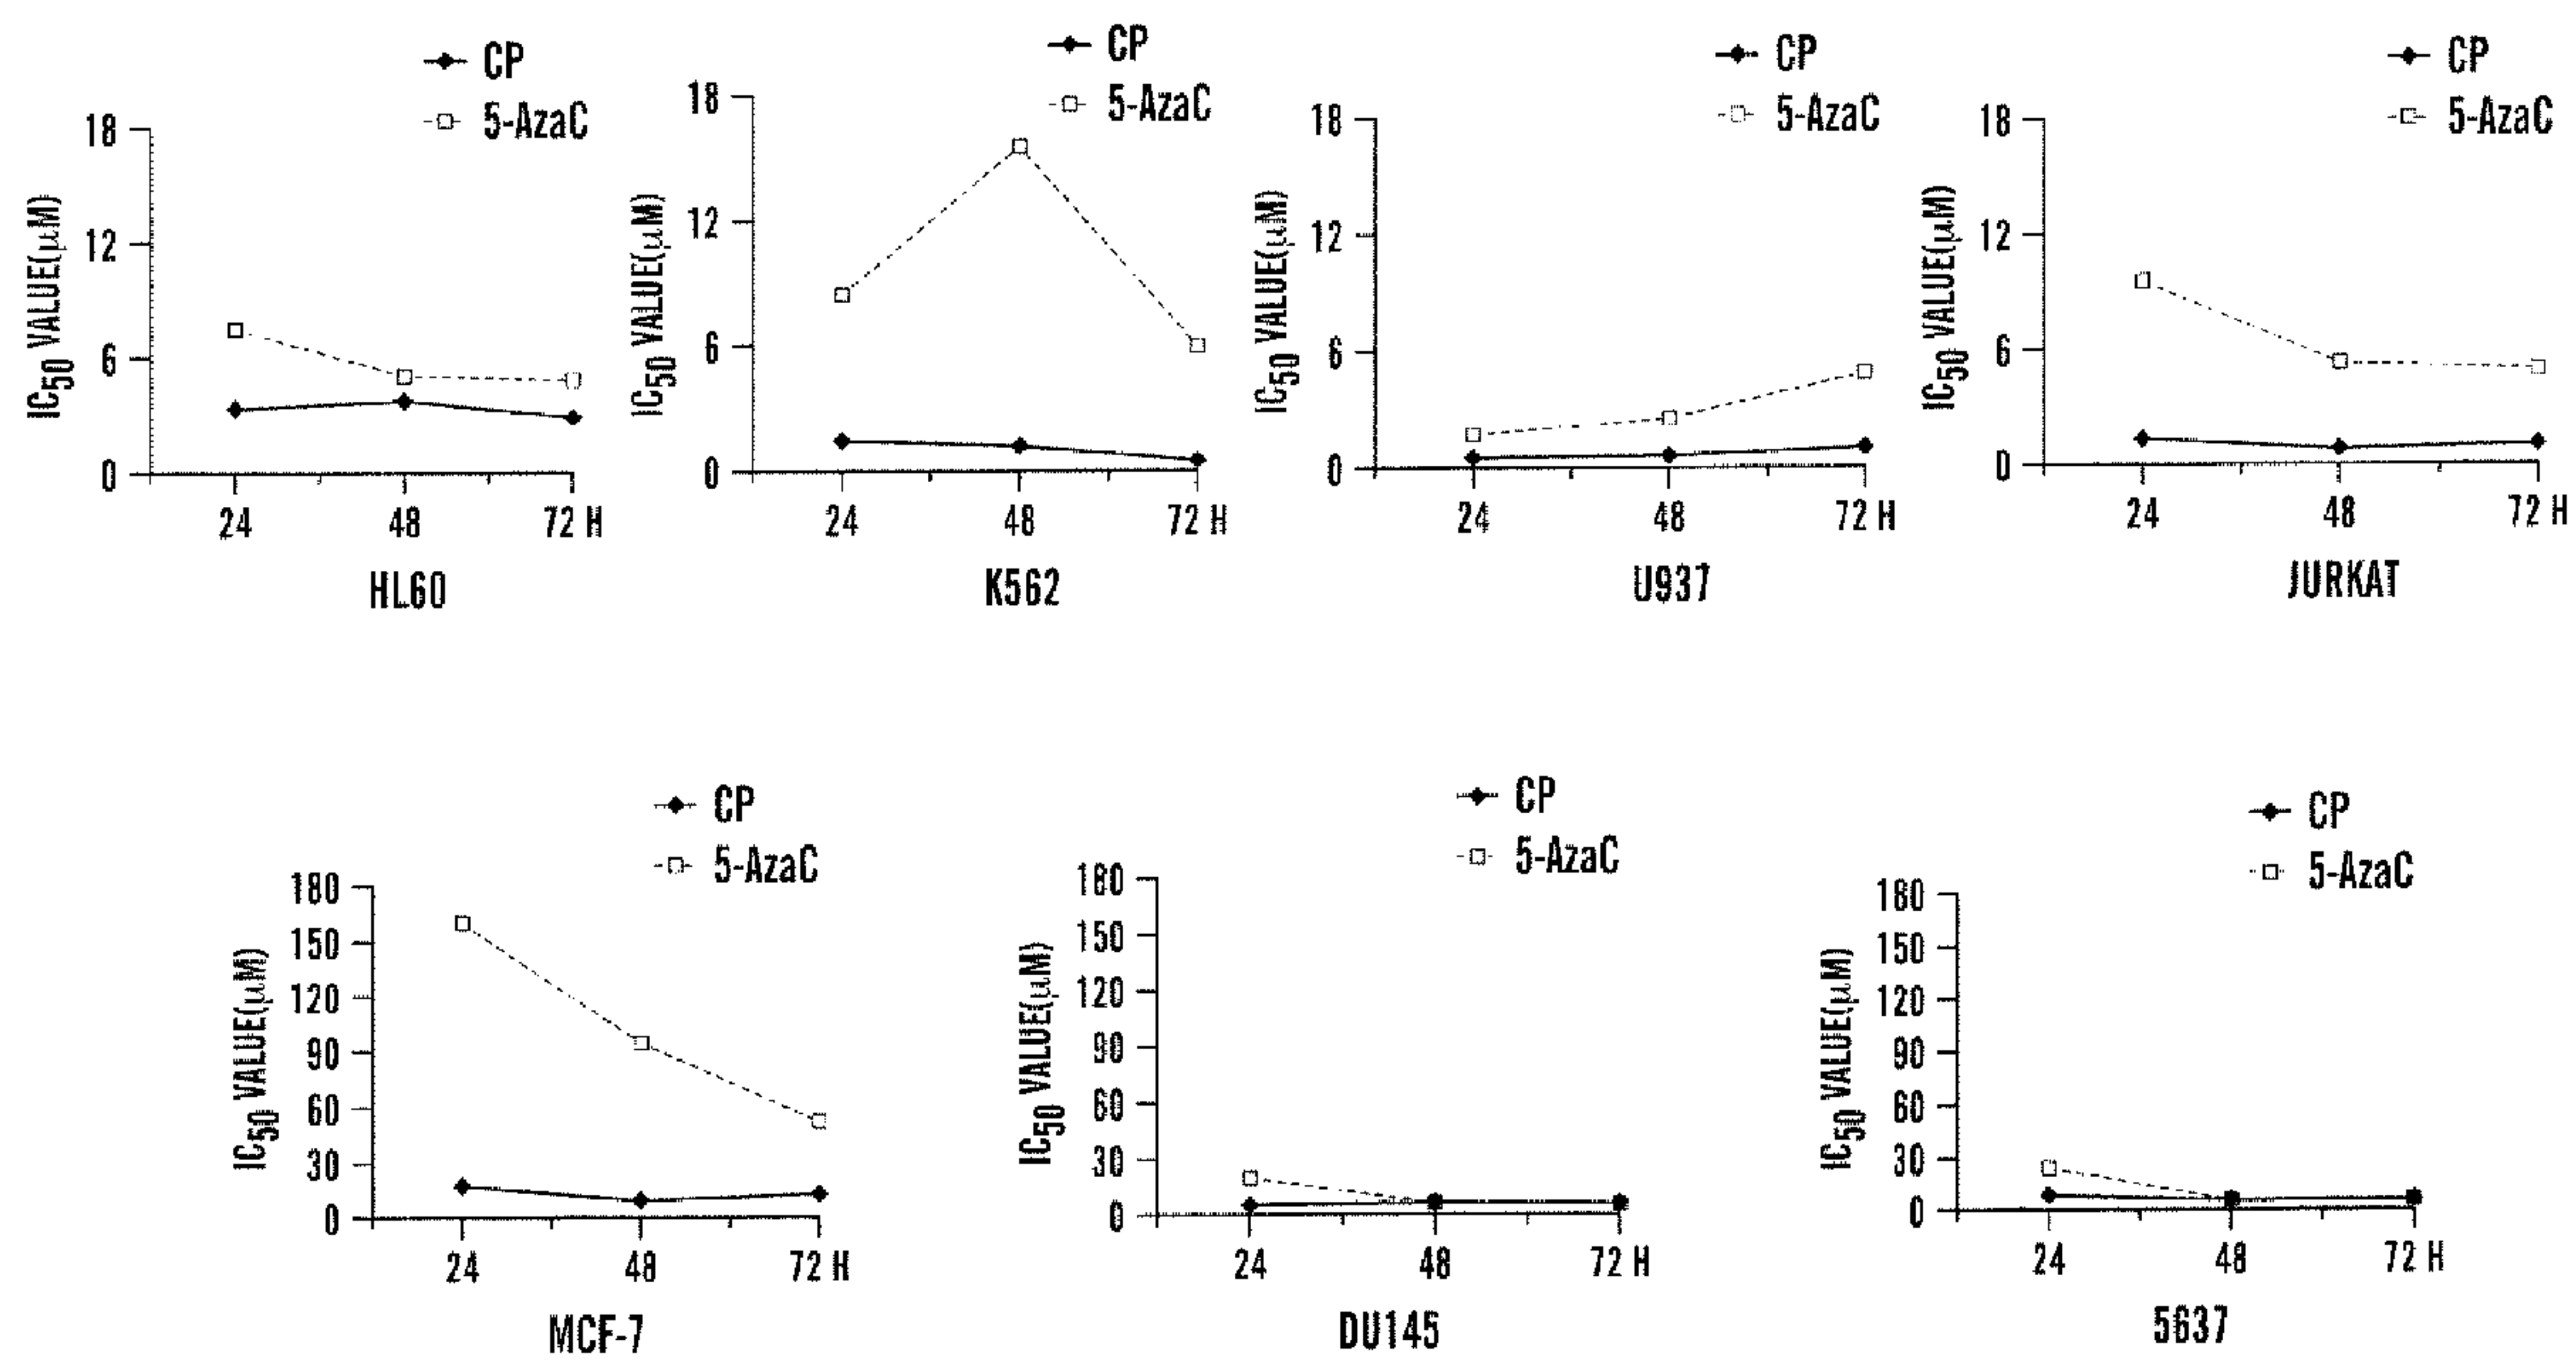 CP
5-AzaC
18
12
6
0
IC50 VALUE(μM)
24 48 72 H
HL60
CP
5-AzaC
18
12
6
0
IC50 VALUE(μM)
24 48 72 H
K562
CP
5-AzaC
18
12
6
0
IC50 VALUE(μM)
24 48 72 H
U937
CP
5-AzaC
18
12
6
0
IC50 VALUE(μM)
24 48 72 H
JURKAT
CP
5-AzaC
180
150
120
90
60
30
0
IC50 VALUE(μM)
24 48 72 H
MCF-7
CP
5-AzaC
180
150
120
90
60
30
0
IC50 VALUE(μM)
24 48 72 H
DU145
CP
5-AzaC
180
150
120
90
60
30
0
IC50 VALUE(μM)
24 48 72 H
5637